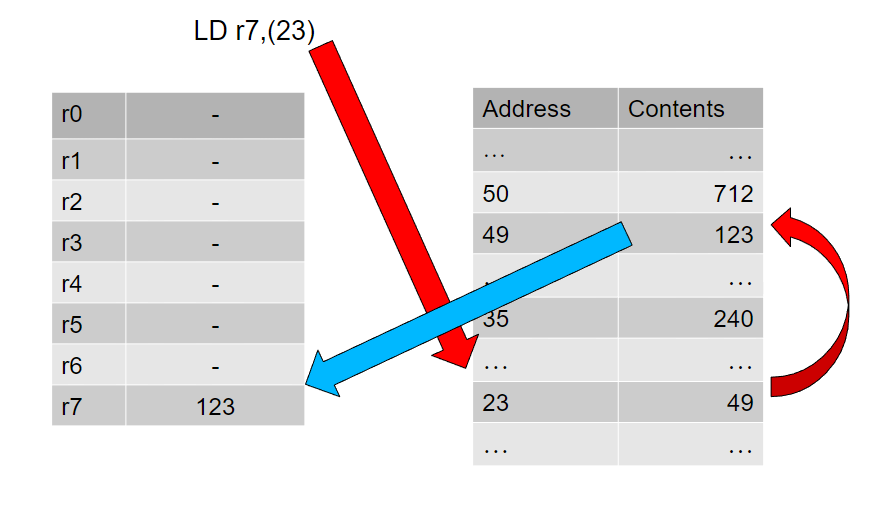 LD r7,(23)
r0 -
r1 -
r2 -
r3 -
r4 -
r5 -
r6 -
r7 123
Address Contents
... ...
50 712
49 123
...
35 240
... ...
23 49
... ...